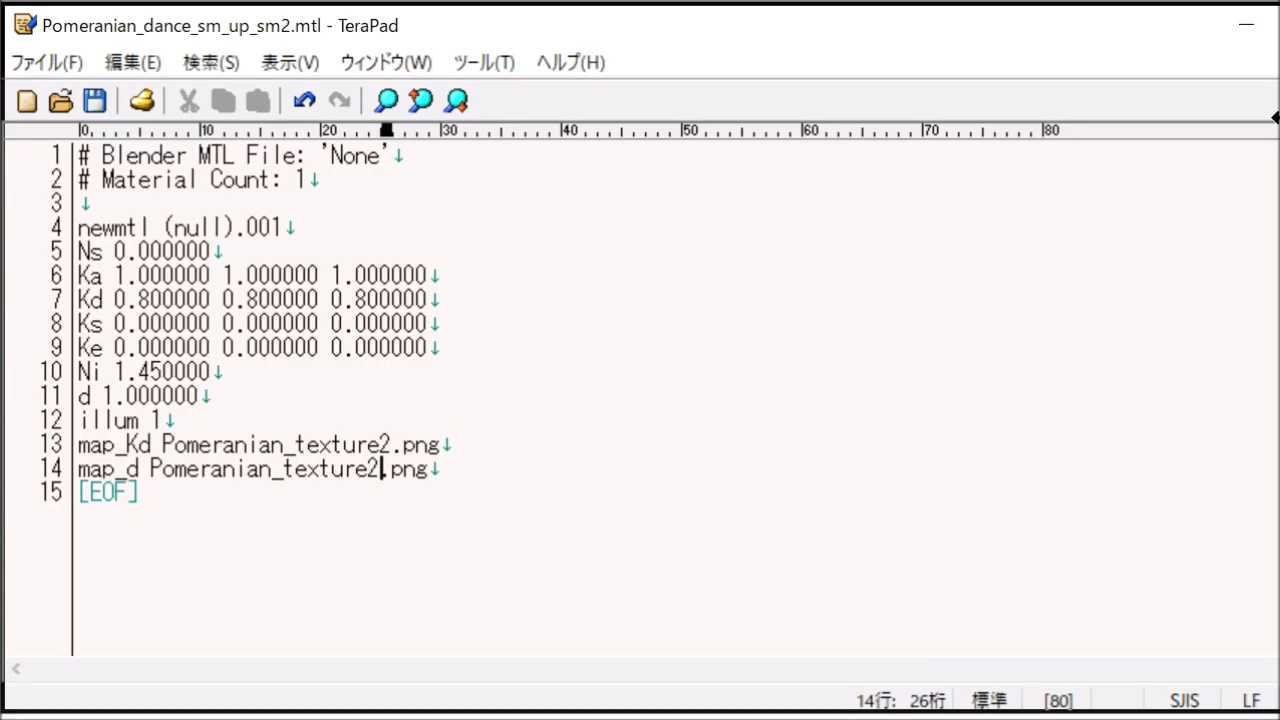 Pomeranian_dance_sm_up_sm2.mtl - TeraPad
ファイル(F) 編集(E) 検索(S) 表示(V) ウィンドウ(W) ツール(T) ヘルプ(H)
0 10 20 30 40 50 60 70 80
1 # Blender MTL File: 'None'↓
2 # Material Count: 1↓
3 ↓
4 newmtl (null).001↓
5 Ns 0.000000↓
6 Ka 1.000000 1.000000 1.000000↓
7 Kd 0.800000 0.800000 0.800000↓
8 Ks 0.000000 0.000000 0.000000↓
9 Ke 0.000000 0.000000 0.000000↓
10 Ni 1.450000↓
11 d 1.000000↓
12 illum 1↓
13 map_Kd Pomeranian_texture2.png↓
14 map_d Pomeranian_texture2.png↓
15 [EOF]
14行: 26桁 標準 [80] SJIS LF